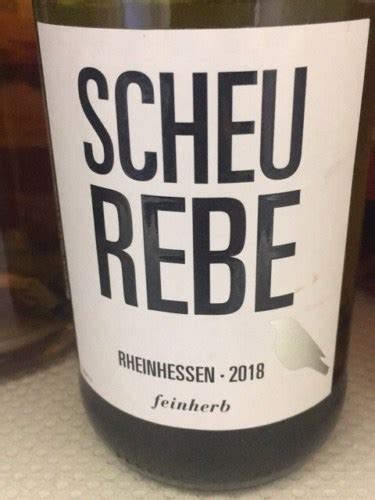 SCHEU
REBE
RHEINHESSEN · 2018
feinherb